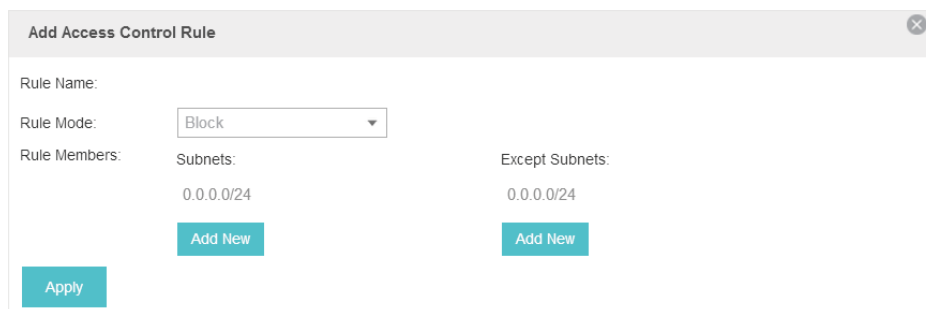 Add Access Control Rule
Rule Name:
Rule Mode: Block
Rule Members: Subnets: Except Subnets:
0.0.0.0/24 0.0.0.0/24
Add New Add New
Apply